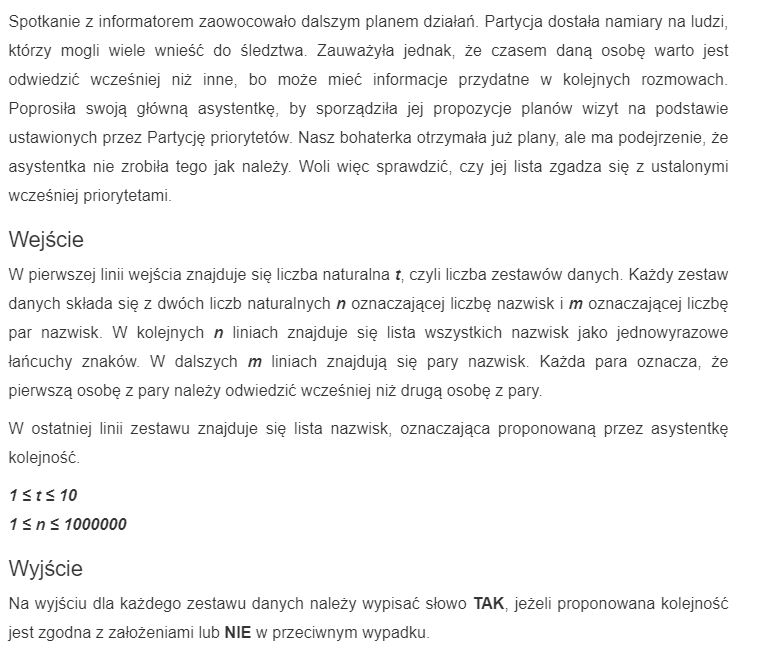 Spotkanie z informatorem zaowocowało dalszym planem działań. Partycja dostała namiary na ludzi,
którzy mogli wiele wnieść do śledztwa. Zauważyła jednak, że czasem daną osobę warto jest
odwiedzić wcześniej niż inne, bo może mieć informacje przydatne w kolejnych rozmowach.
Poprosiła swoją główną asystentkę, by sporządziła jej propozycje planów wizyt na podstawie
ustawionych przez Partycję priorytetów. Nasz bohaterka otrzymała już plany, ale ma podejrzenie, że
asystentka nie zrobiła tego jak należy. Woli więc sprawdzić, czy jej lista zgadza się z ustalonymi
wcześniej priorytetami.
Wejście
W pierwszej linii wejścia znajduje się liczba naturalna t, czyli liczba zestawów danych. Każdy zestaw
danych składa się z dwóch liczb naturalnych n oznaczającej liczbę nazwisk i m oznaczającej liczbę
par nazwisk. W kolejnych n liniach znajduje się lista wszystkich nazwisk jako jednowyrazowe
łańcuchy znaków. W dalszych m liniach znajdują się pary nazwisk. Każda para oznacza, że
pierwszą osobę z pary należy odwiedzić wcześniej niż drugą osobę z pary.
W ostatniej linii zestawu znajduje się lista nazwisk, oznaczająca proponowaną przez asystentkę
kolejność.
1 ≤ t ≤ 10
1 ≤ n ≤ 1000000
Wyjście
Na wyjściu dla każdego zestawu danych należy wypisać słowo TAK, jeżeli proponowana kolejność
jest zgodna z założeniami lub NIE w przeciwnym wypadku.